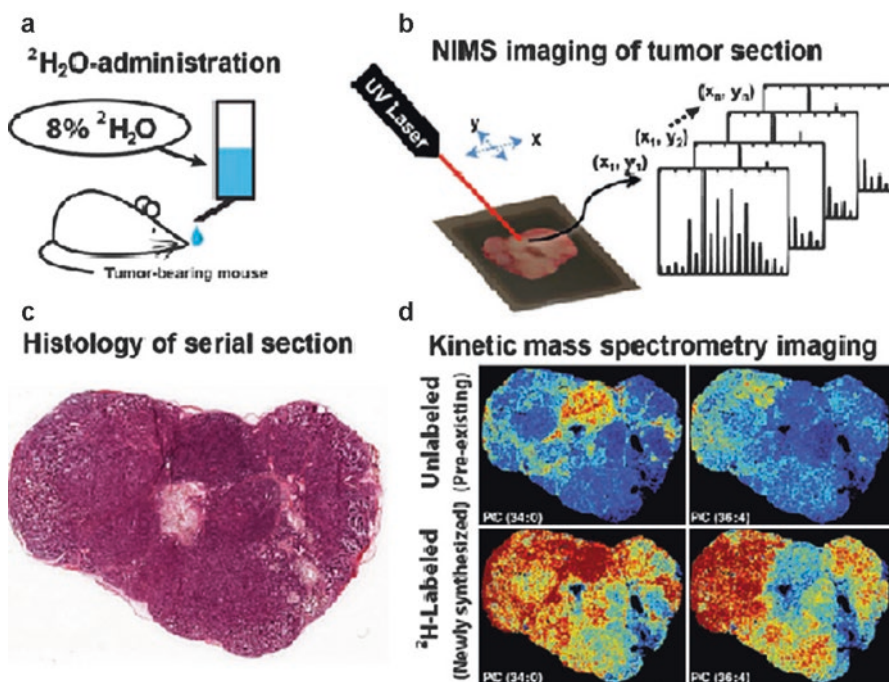 a
²H₂O-administration
8% ²H₂O
Tumor-bearing mouse
b
NIMS imaging of tumor section
UV Laser
y
x
(x₁, y₁)
(x₁, y₂)
(xₙ, yₙ)
c
Histology of serial section
d
Kinetic mass spectrometry imaging
Unlabeled
(Pre-existing)
PC (34:0)
PC (36:4)
²H-Labeled
(Newly synthesized)
PC (34:0)
PC (36:4)